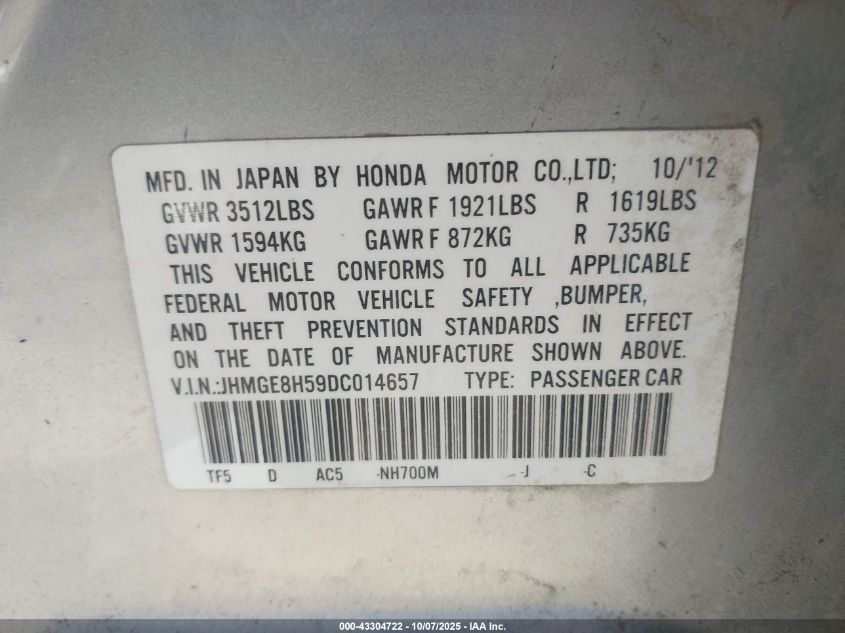 MFD. IN JAPAN BY HONDA MOTOR CO.,LTD; 10/'12
GVWR 3512LBS GAWR F 1921LBS R 1619LBS
GVWR 1594KG GAWR F 872KG R 735KG
THIS VEHICLE CONFORMS TO ALL APPLICABLE
FEDERAL MOTOR VEHICLE SAFETY ,BUMPER,
AND THEFT PREVENTION STANDARDS IN EFFECT
ON THE DATE OF MANUFACTURE SHOWN ABOVE.
V.I.N.:JHMGE8H59DC014657 TYPE: PASSENGER CAR
TF5 D AC5 -NH700M -J -C
000-43304722 - 10/07/2025 - IAA Inc.